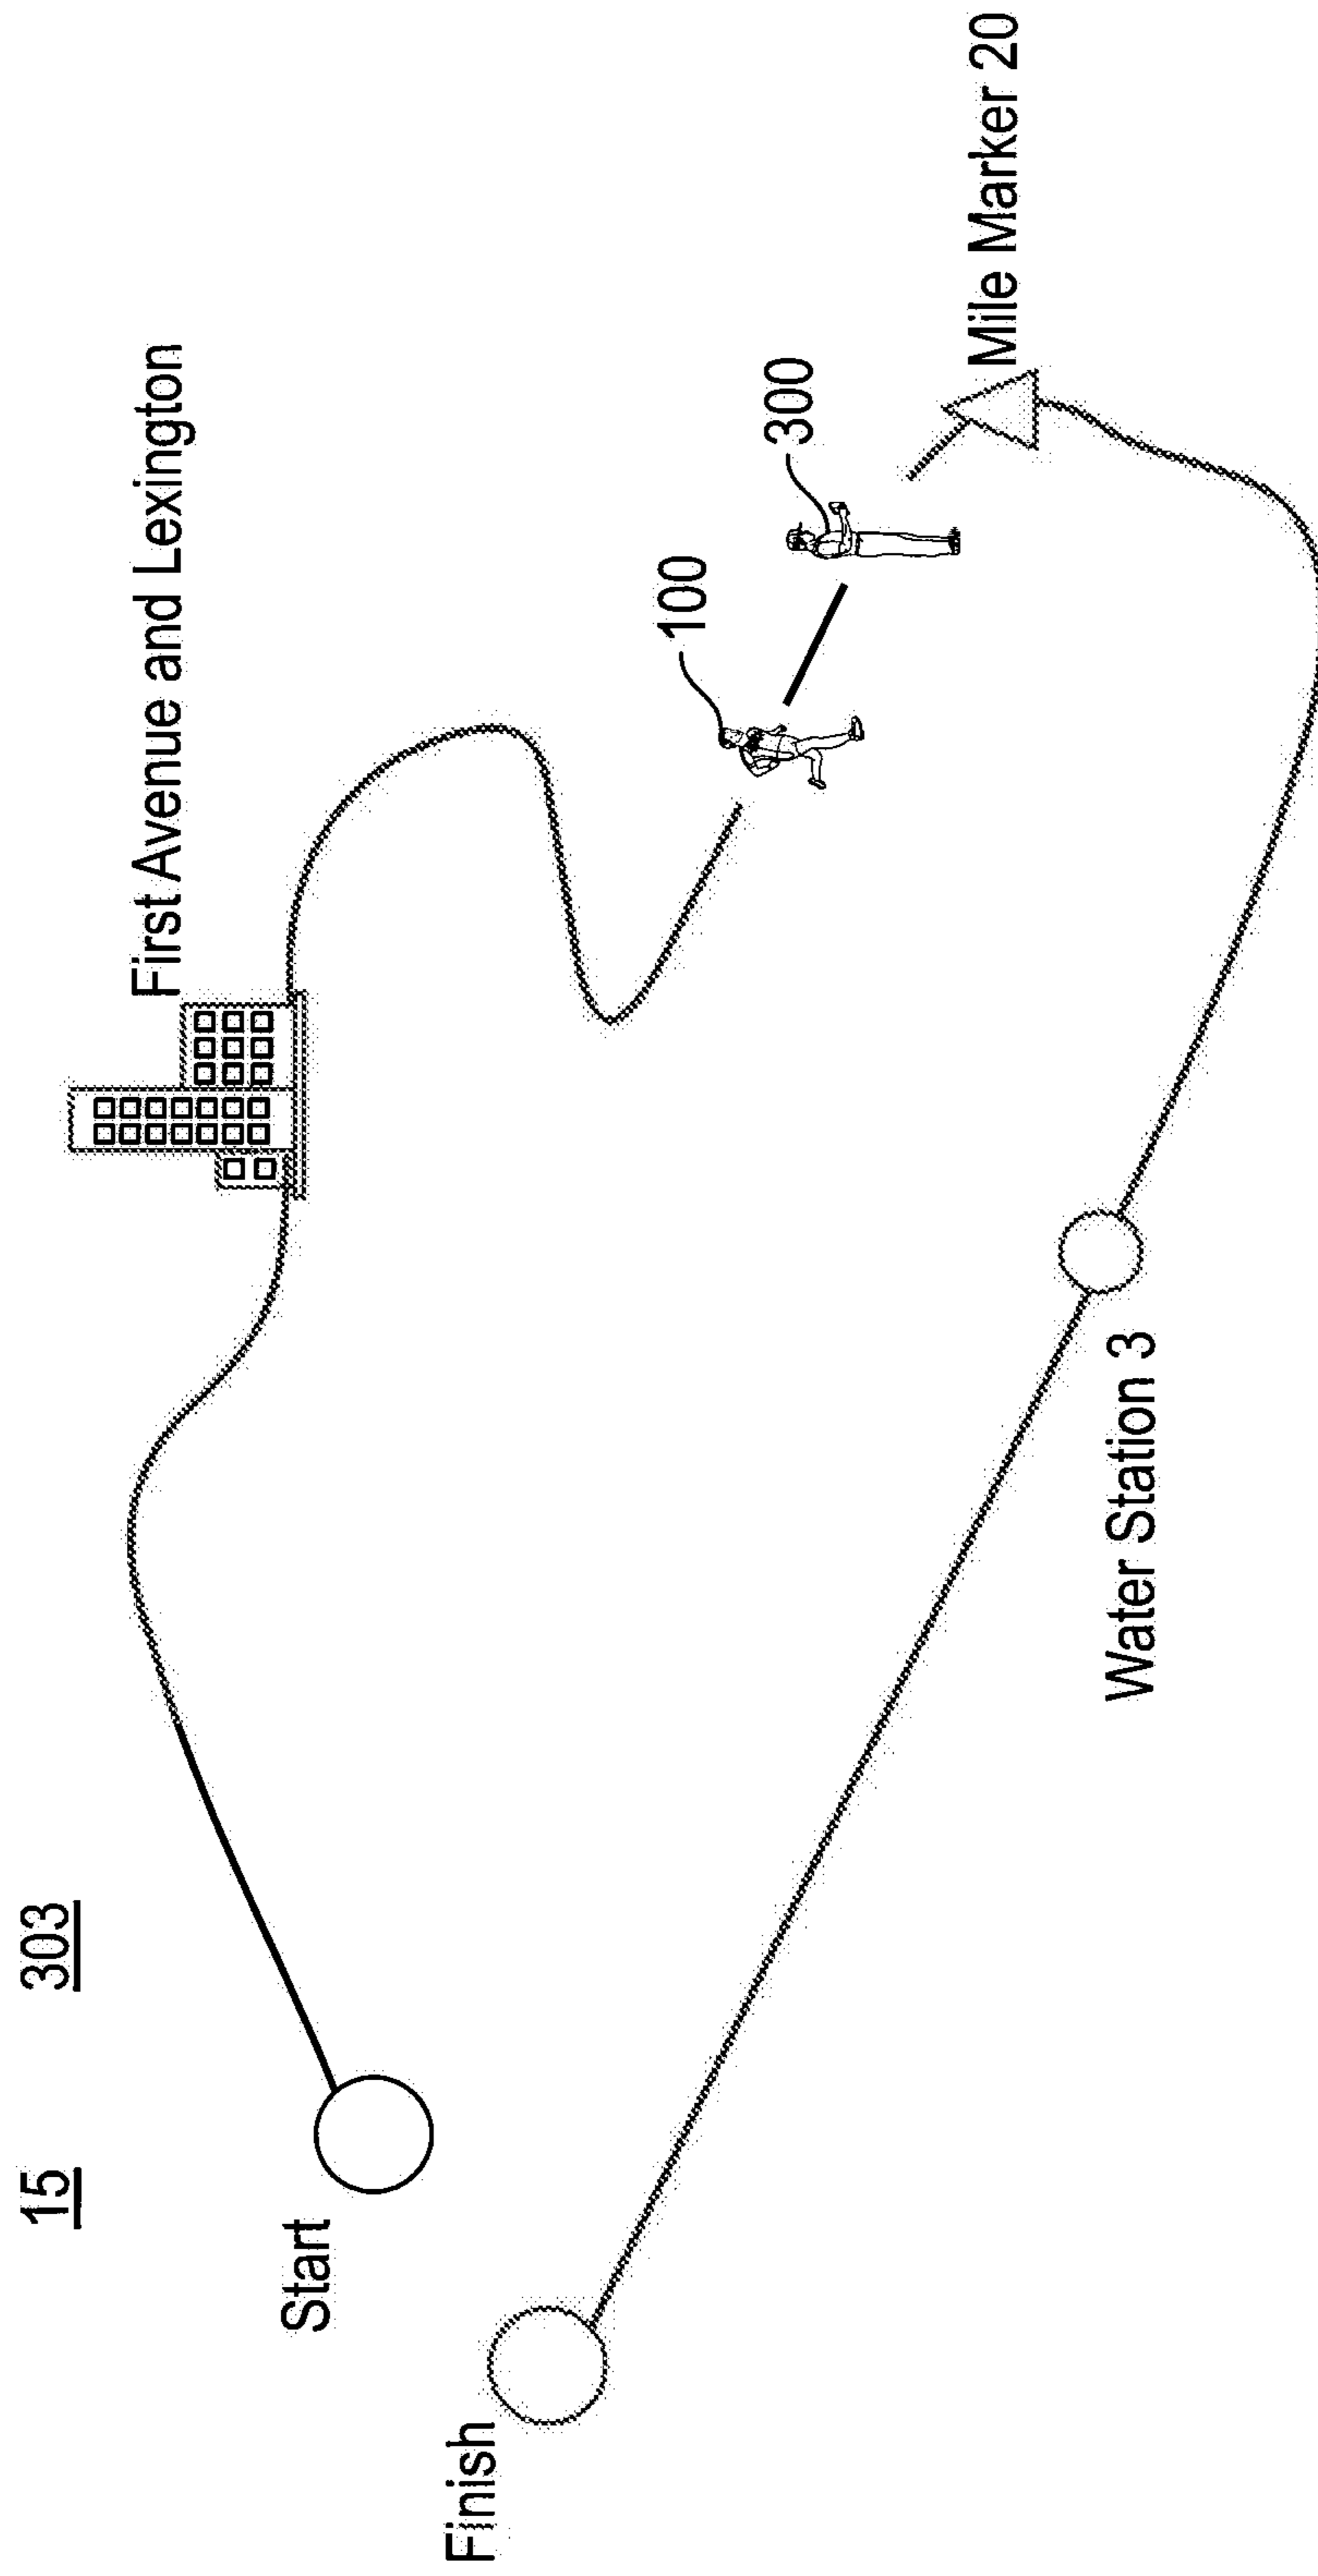 15 303
First Avenue and Lexington
Start
Finish
100
300
Mile Marker 20
Water Station 3